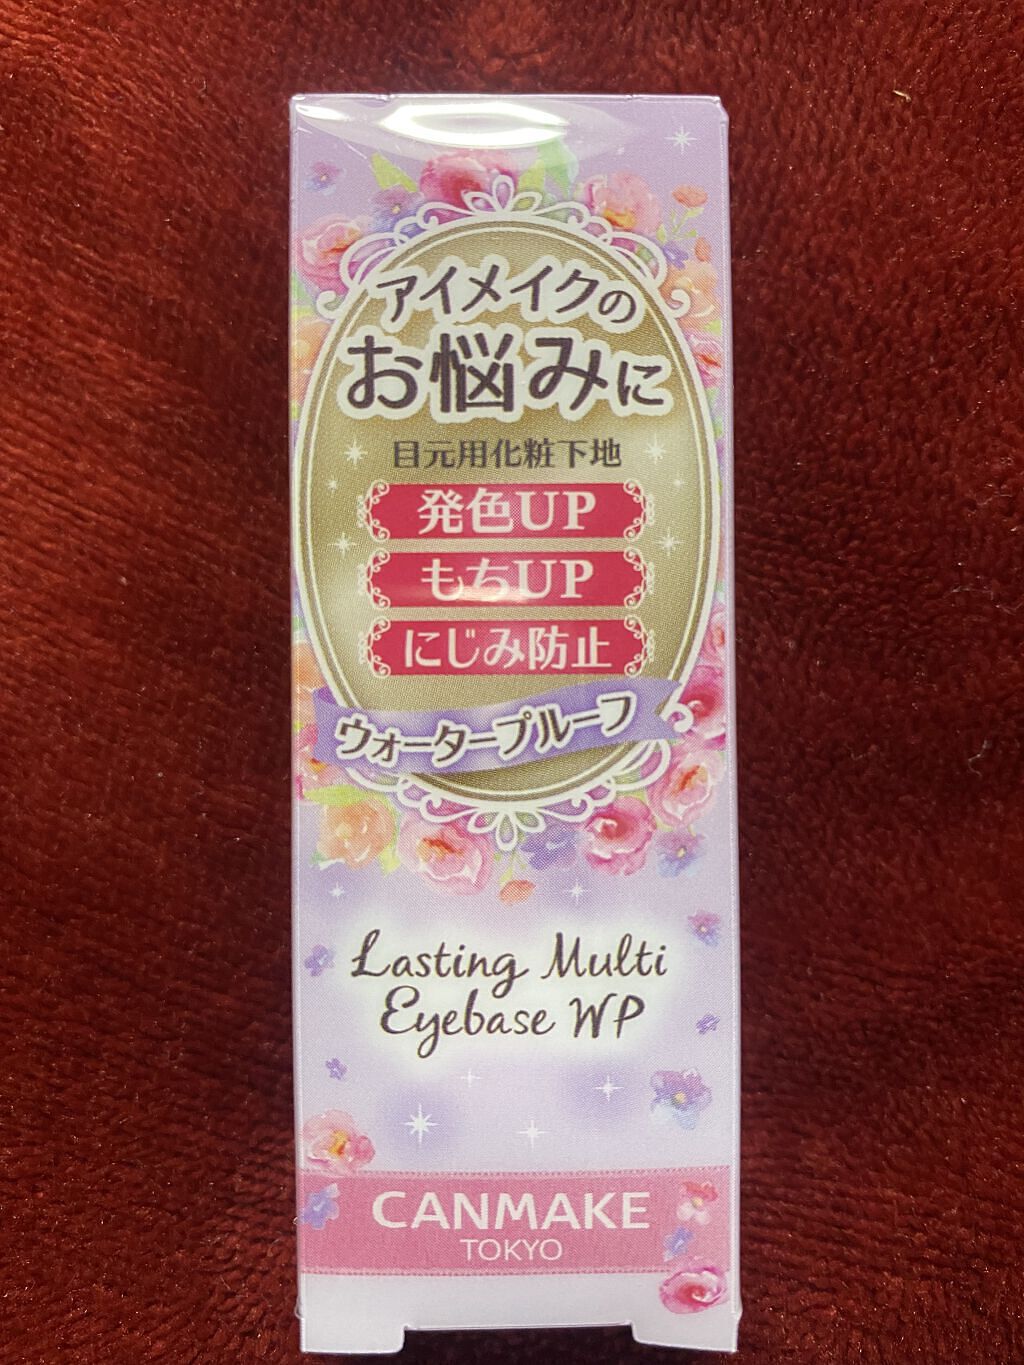 アイメイクの
お悩みに
目元用化粧下地
発色UP
もちUP
にじみ防止
ウォータープルーフ
Lasting Multi
Eyebase WP
CANMAKE
TOKYO